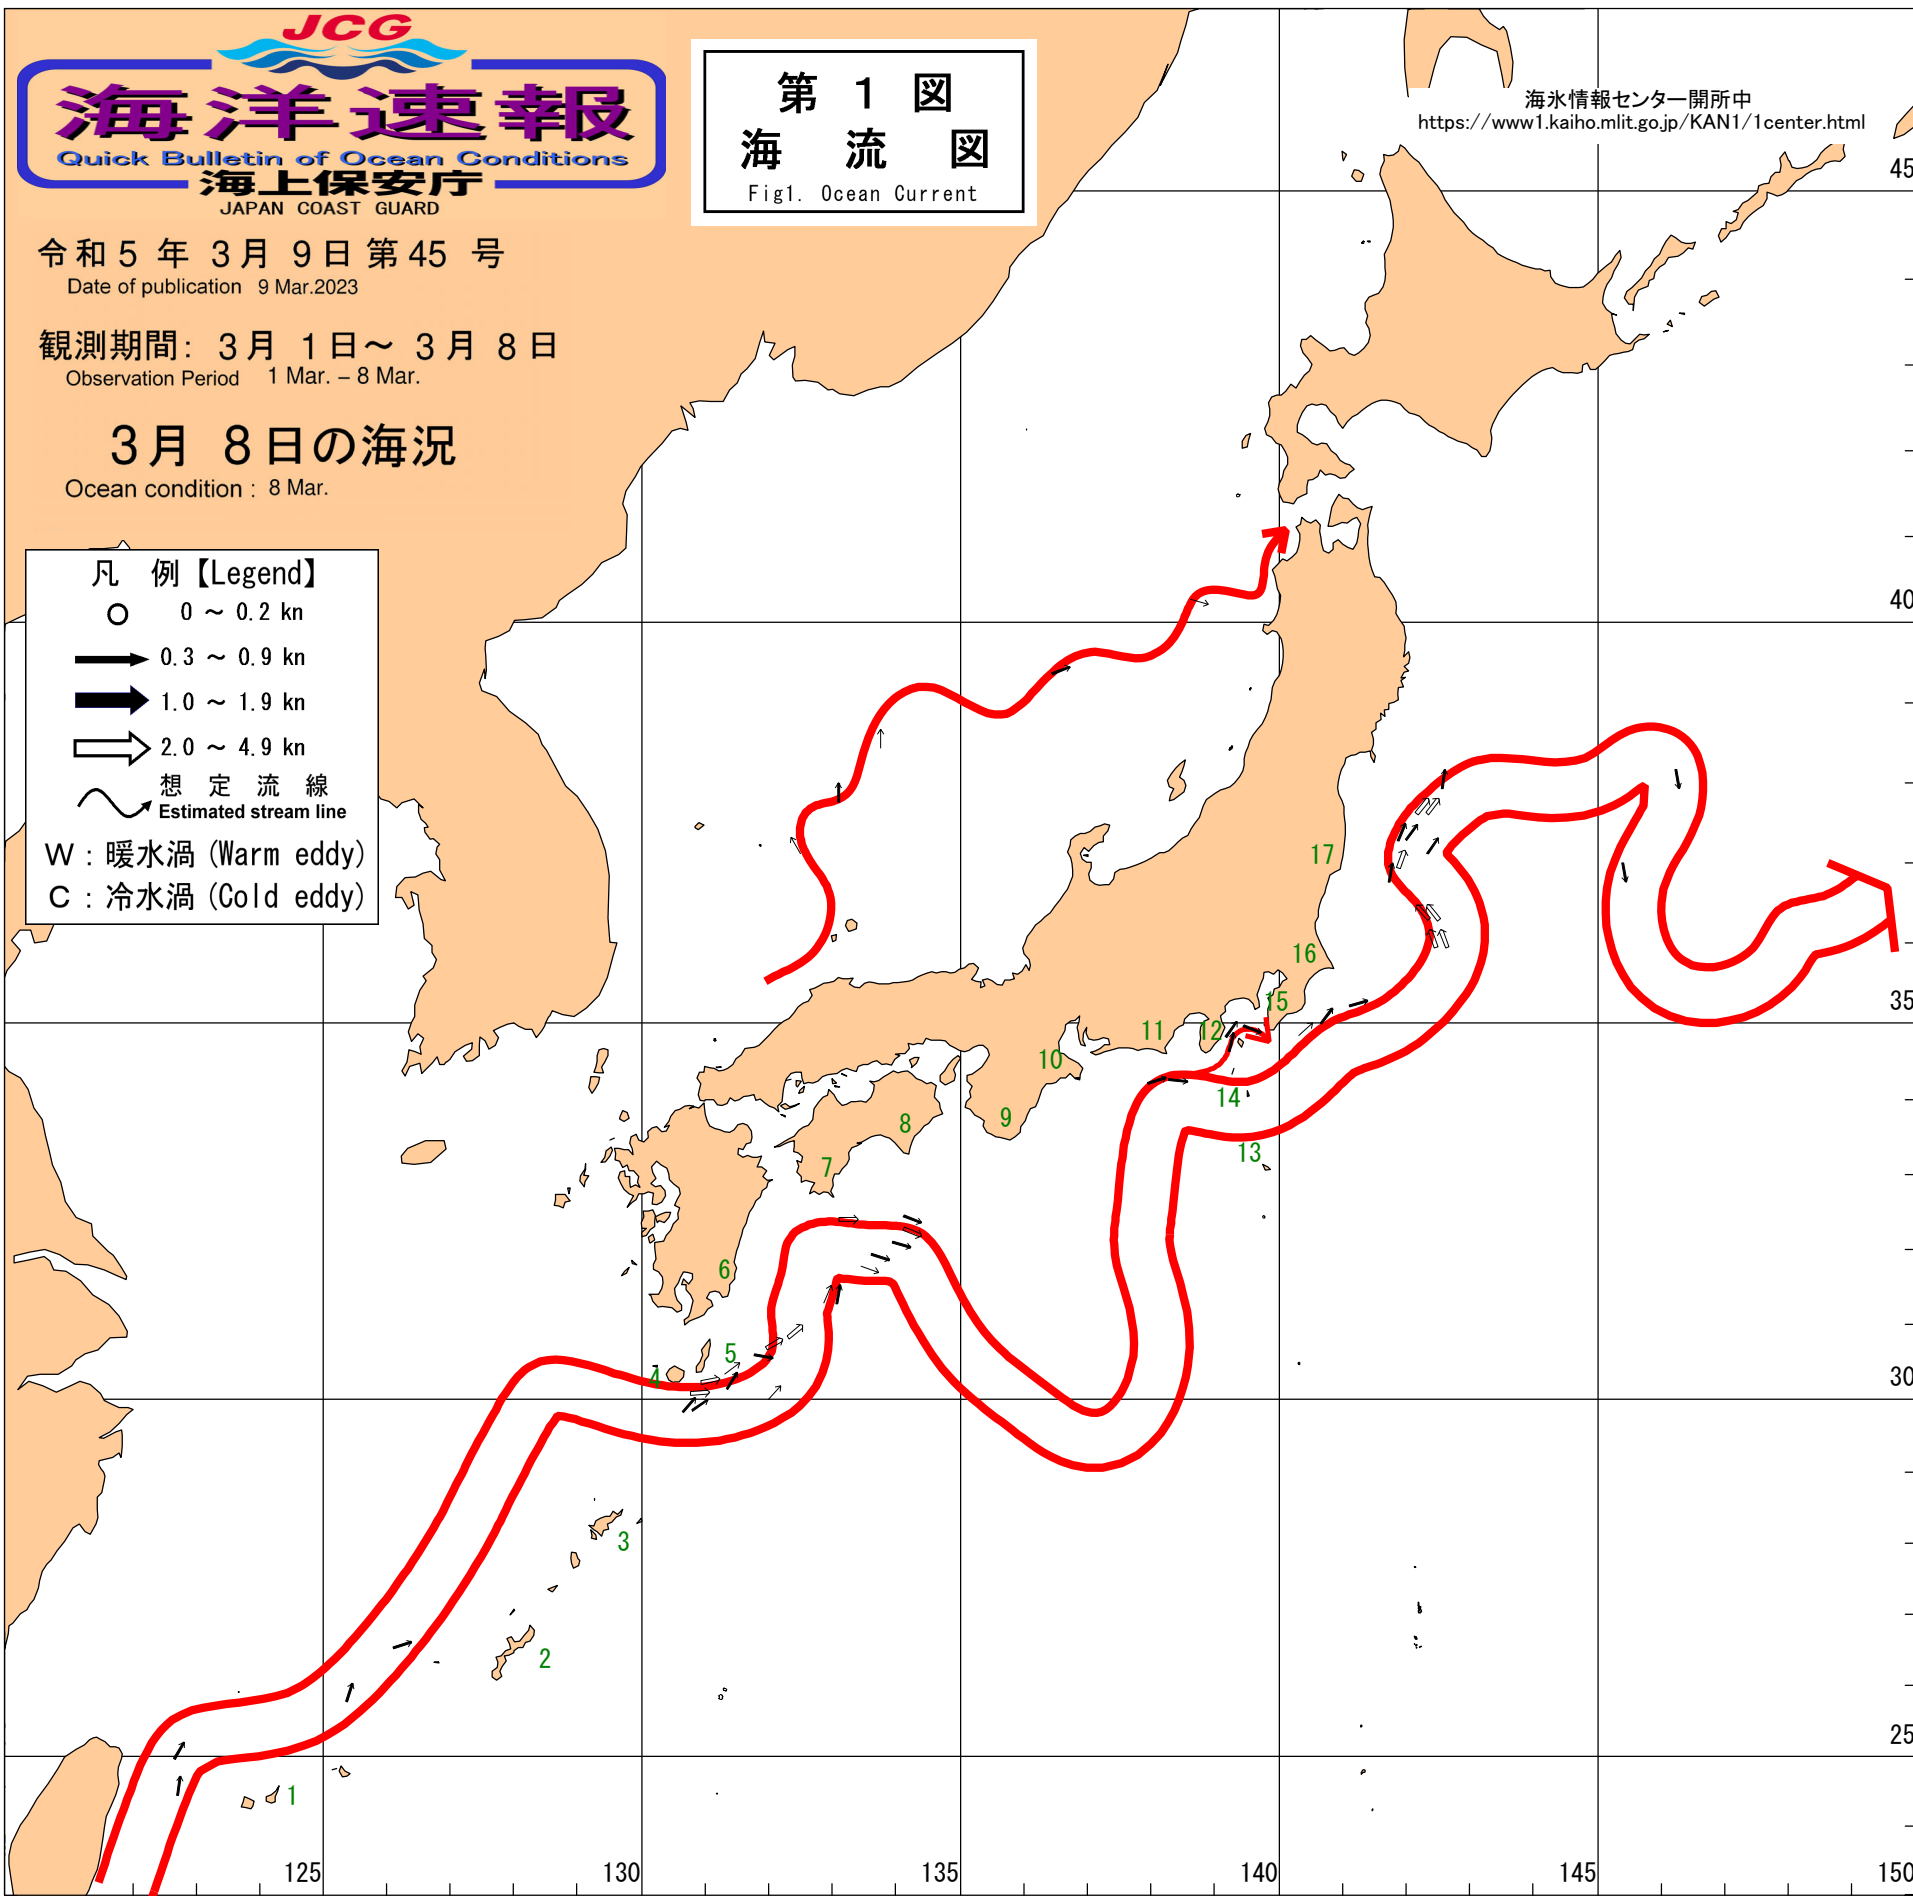 JCG
海洋速報
Quick Bulletin of Ocean Conditions
海上保安庁
JAPAN COAST GUARD
第 1 図
海 流 図
Fig1. Ocean Current
海氷情報センター開所中
https://www1.kaiho.mlit.go.jp/KAN1/1center.html
令和 5 年 3 月 9 日 第 45 号
Date of publication 9 Mar.2023
観測期間: 3 月 1 日～ 3 月 8 日
Observation Period 1 Mar. – 8 Mar.
3 月 8 日の海況
Ocean condition : 8 Mar.
凡 例【Legend】
0 ～ 0.2 kn
0.3 ～ 0.9 kn
1.0 ～ 1.9 kn
2.0 ～ 4.9 kn
想 定 流 線
Estimated stream line
W : 暖水渦 (Warm eddy)
C : 冷水渦 (Cold eddy)
45
40
17
16
35
15
12
11
10
14
9
8
13
7
6
5
4
30
3
2
25
1
125
130
135
140
145
150